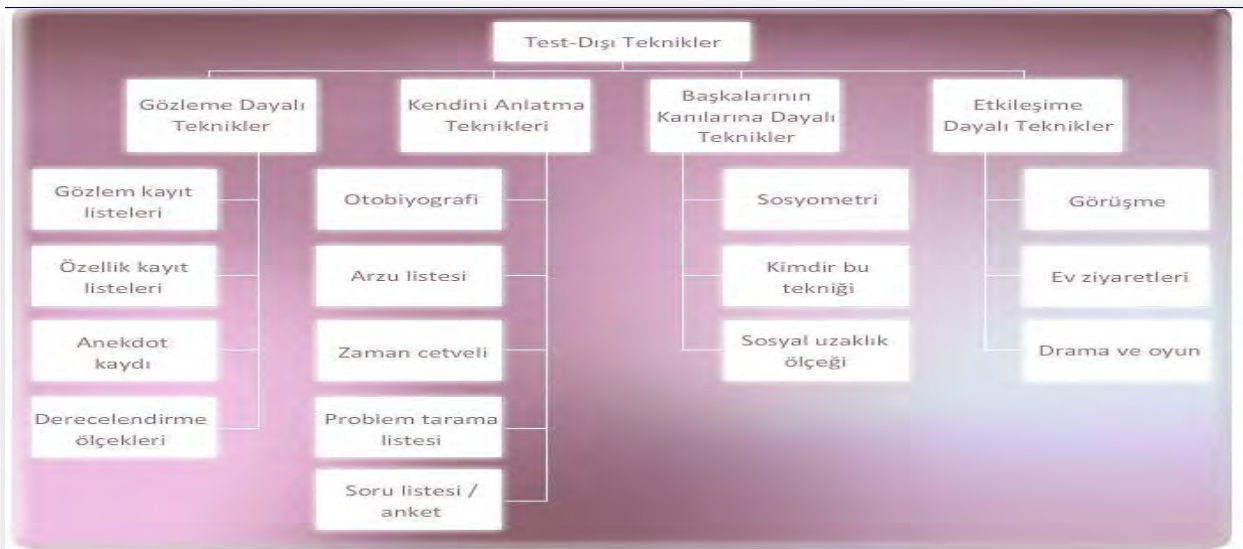 Test-Dışı Teknikler
Gözleme Dayalı
Teknikler
Kendini Anlatma
Teknikleri
Başkalarının
Kanılarına Dayalı
Teknikler
Etkileşime
Dayalı Teknikler
Gözlem kayıt
listeleri
Özellik kayıt
listeleri
Anekdot
kaydı
Derecelendirme
ölçekleri
Otobiyografi
Arzu listesi
Zaman cetveli
Problem tarama
listesi
Soru listesi /
anket
Sosyometri
Kimdir bu
tekniği
Sosyal uzaklık
ölçeği
Görüşme
Ev ziyaretleri
Drama ve oyun